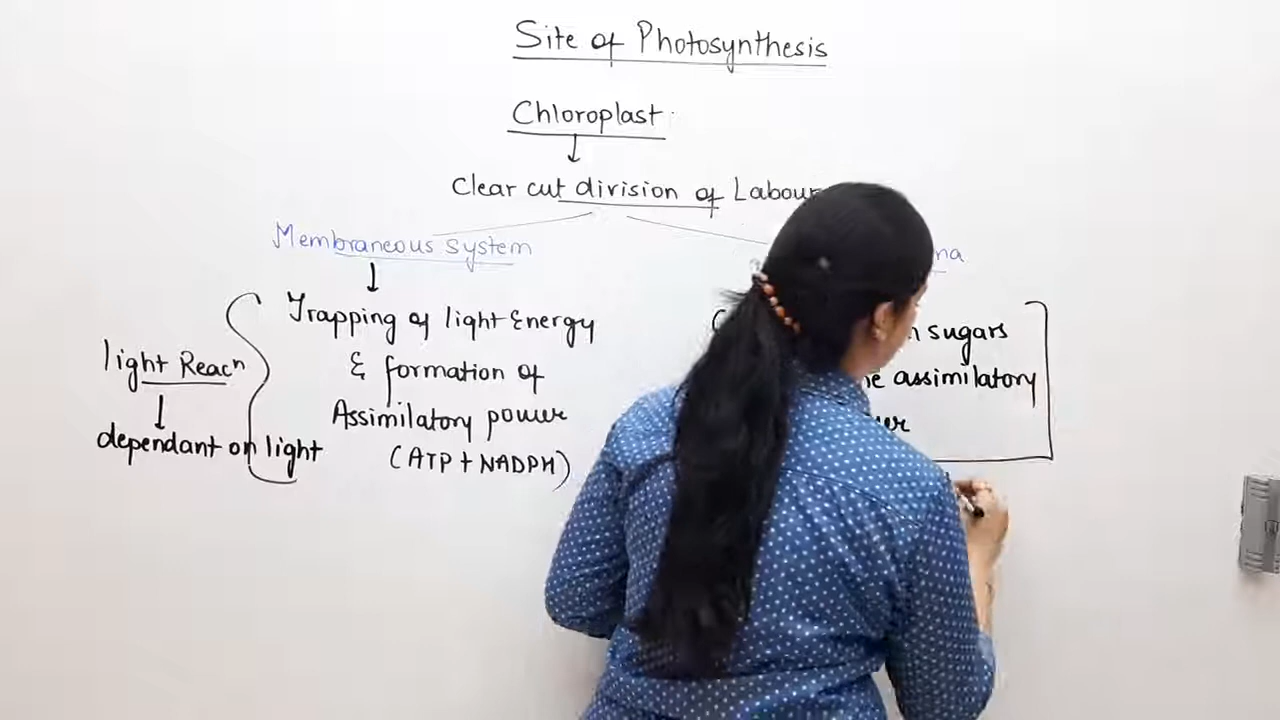 Site of Photosynthesis
Chloroplast
Clear cut division of Labour
Membraneous system
Trapping of light Energy
& formation of
Assimilatory power
(ATP + NADPH)
light Reacn
dependant on light
sugars
assimilatory